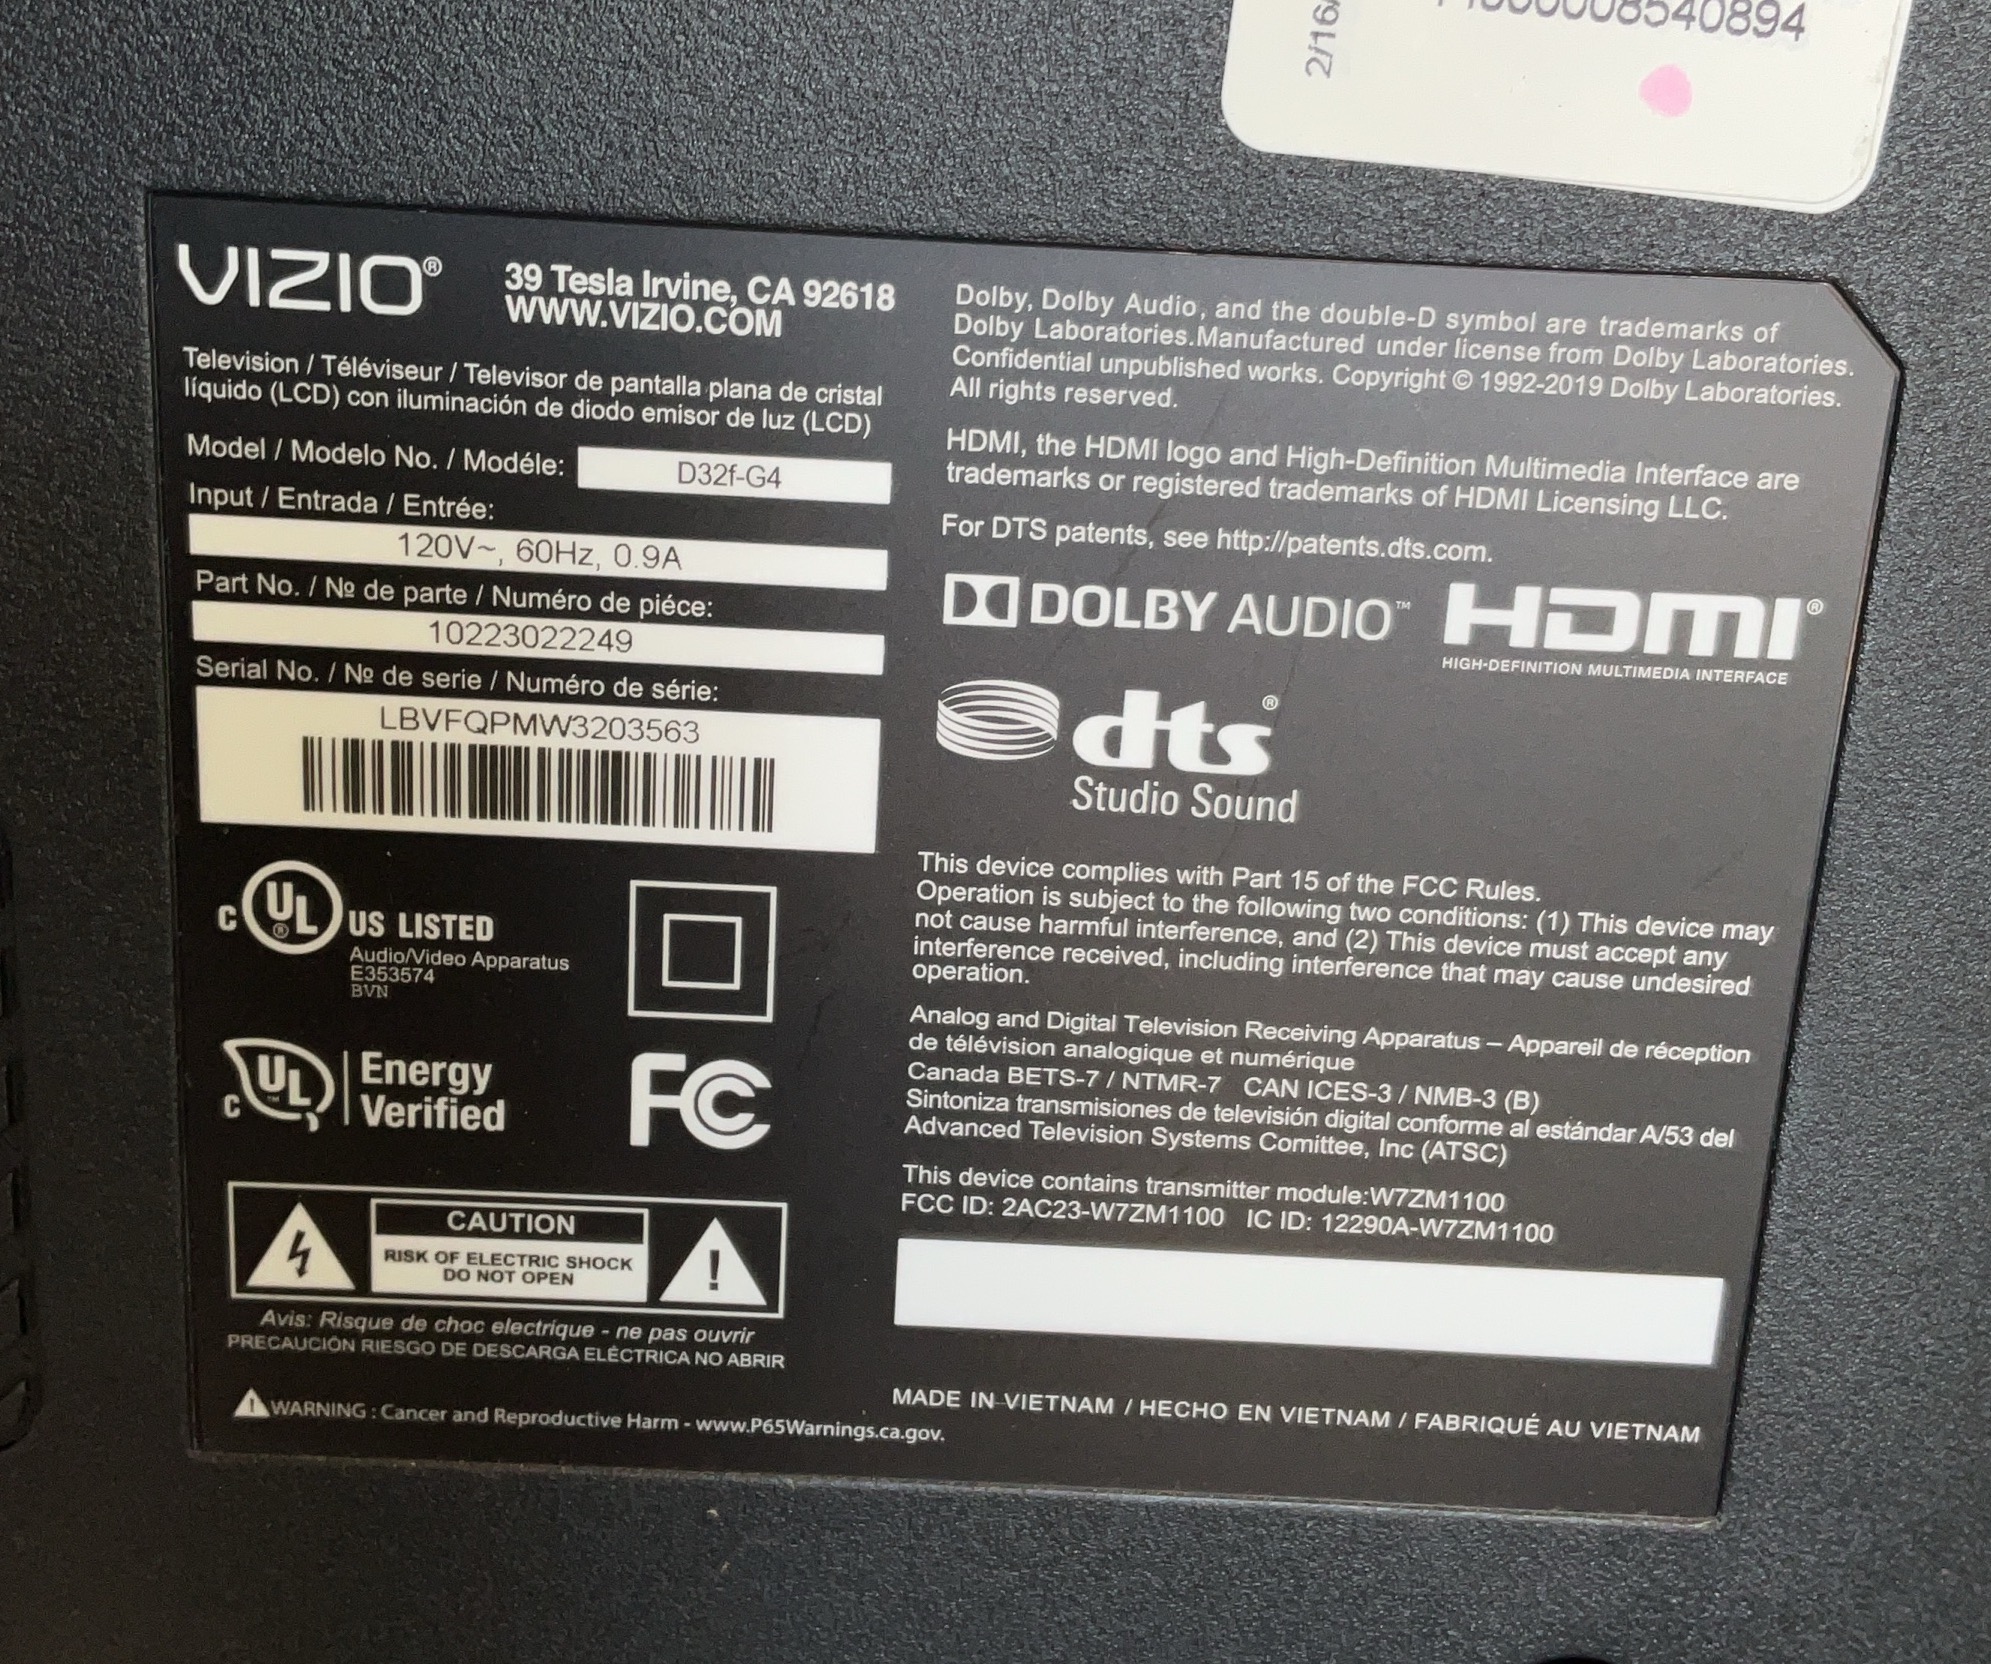 2/16
8540894
VIZIO®
39 Tesla Irvine, CA 92618
WWW.VIZIO.COM
Television / Téléviseur / Televisor de pantalla plana de cristal
líquido (LCD) con iluminación de diodo emisor de luz (LCD)
Model / Modelo No. / Modéle:
D32f-G4
Input / Entrada / Entrée:
120V~, 60Hz, 0.9A
Part No. / Nº de parte / Numéro de piéce:
10223022249
Serial No. / Nº de serie / Numéro de série:
LBVFQPMW3203563
C UL® US LISTED
Audio/Video Apparatus
E353574
BVN
C UL™ Energy
Verified
FC
CAUTION
RISK OF ELECTRIC SHOCK
DO NOT OPEN
!
Avis: Risque de choc electrique - ne pas ouvrir
PRECAUCIÓN RIESGO DE DESCARGA ELÉCTRICA NO ABRIR
! WARNING : Cancer and Reproductive Harm - www.P65Warnings.ca.gov.
Dolby, Dolby Audio, and the double-D symbol are trademarks of
Dolby Laboratories.Manufactured under license from Dolby Laboratories.
Confidential unpublished works. Copyright © 1992-2019 Dolby Laboratories.
All rights reserved.
HDMI, the HDMI logo and High-Definition Multimedia Interface are
trademarks or registered trademarks of HDMI Licensing LLC.
For DTS patents, see http://patents.dts.com.
DOLBY AUDIO™
HDMI®
HIGH-DEFINITION MULTIMEDIA INTERFACE
dts®
Studio Sound
This device complies with Part 15 of the FCC Rules.
Operation is subject to the following two conditions: (1) This device may
not cause harmful interference, and (2) This device must accept any
interference received, including interference that may cause undesired
operation.
Analog and Digital Television Receiving Apparatus – Appareil de réception
de télévision analogique et numérique
Canada BETS-7 / NTMR-7 CAN ICES-3 / NMB-3 (B)
Sintoniza transmisiones de televisión digital conforme al estándar A/53 del
Advanced Television Systems Comittee, Inc (ATSC)
This device contains transmitter module:W7ZM1100
FCC ID: 2AC23-W7ZM1100 IC ID: 12290A-W7ZM1100
MADE IN VIETNAM / HECHO EN VIETNAM / FABRIQUÉ AU VIETNAM